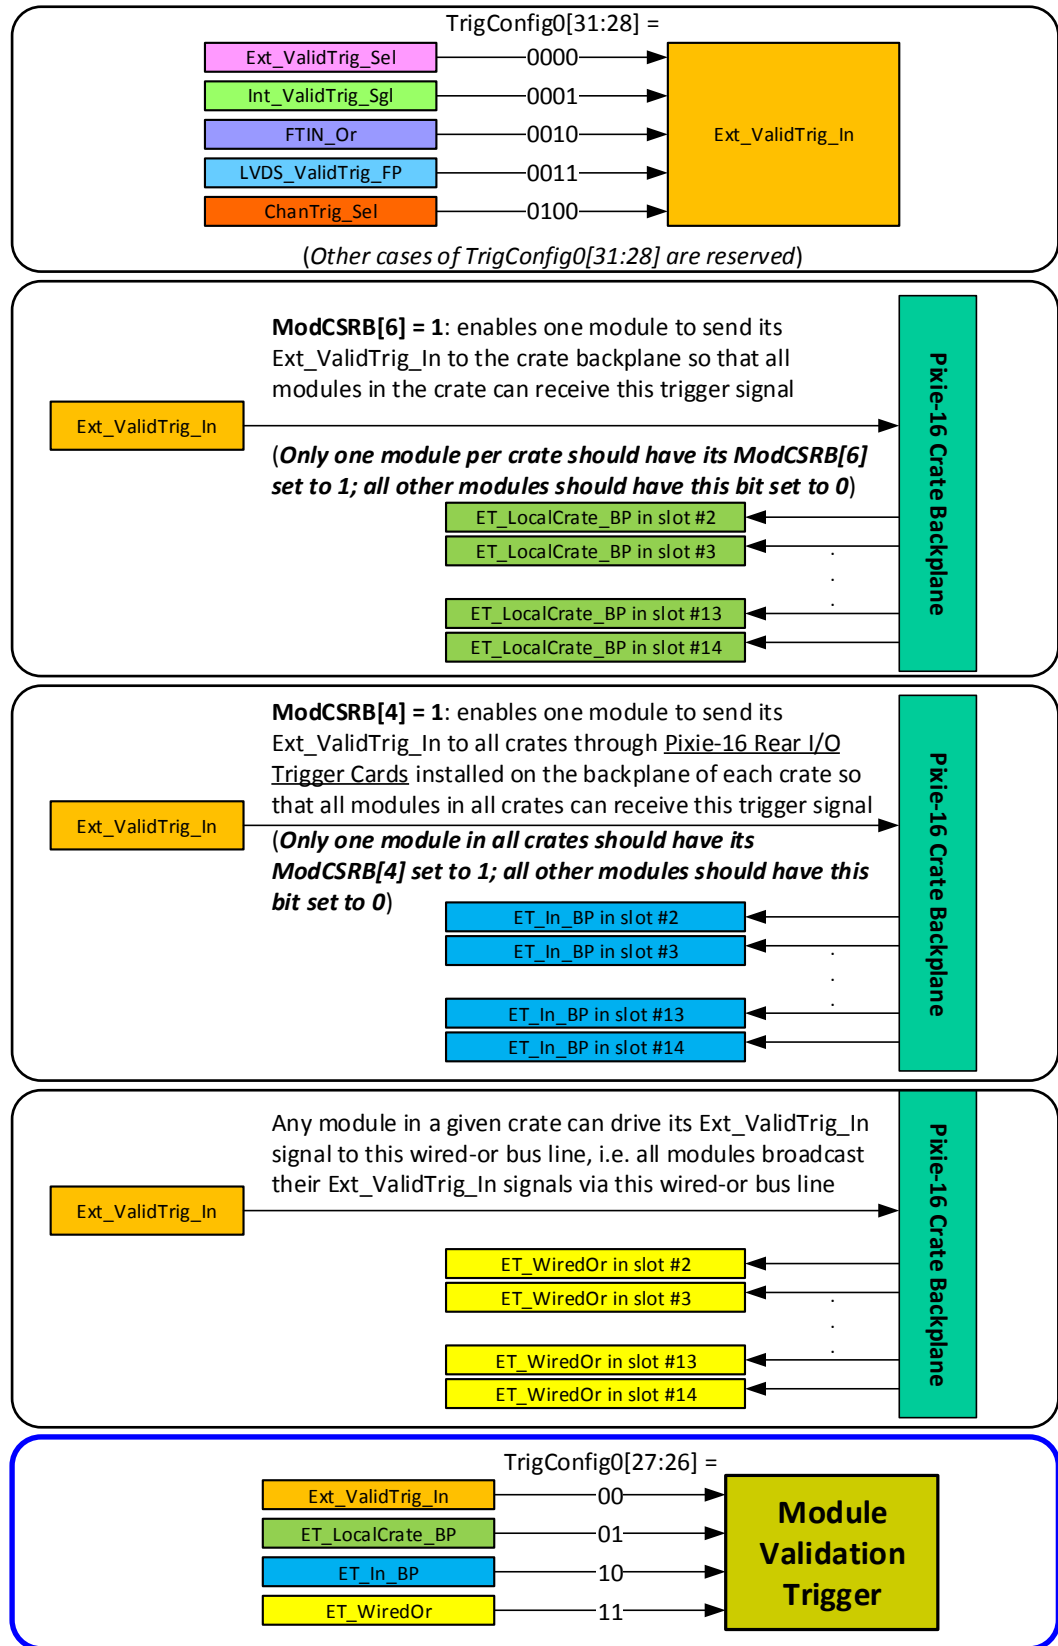 TrigConfig0[31:28] =
Ext_ValidTrig_Sel
0000
Int_ValidTrig_Sgl
0001
FTIN_Or
0010
Ext_ValidTrig_In
LVDS_ValidTrig_FP
0011
ChanTrig_Sel
0100
(Other cases of TrigConfig0[31:28] are reserved)
ModCSRB[6] = 1: enables one module to send its
Ext_ValidTrig_In to the crate backplane so that all
modules in the crate can receive this trigger signal
Ext_ValidTrig_In
(Only one module per crate should have its ModCSRB[6]
set to 1; all other modules should have this bit set to 0)
ET_LocalCrate_BP in slot #2
ET_LocalCrate_BP in slot #3
.
.
.
ET_LocalCrate_BP in slot #13
ET_LocalCrate_BP in slot #14
Pixie-16 Crate Backplane
ModCSRB[4] = 1: enables one module to send its
Ext_ValidTrig_In to all crates through Pixie-16 Rear I/O
Trigger Cards installed on the backplane of each crate so
that all modules in all crates can receive this trigger signal
Ext_ValidTrig_In
(Only one module in all crates should have its
ModCSRB[4] set to 1; all other modules should have this
bit set to 0)
ET_In_BP in slot #2
ET_In_BP in slot #3
.
.
.
ET_In_BP in slot #13
ET_In_BP in slot #14
Pixie-16 Crate Backplane
Any module in a given crate can drive its Ext_ValidTrig_In
signal to this wired-or bus line, i.e. all modules broadcast
their Ext_ValidTrig_In signals via this wired-or bus line
Ext_ValidTrig_In
ET_WiredOr in slot #2
ET_WiredOr in slot #3
.
.
.
ET_WiredOr in slot #13
ET_WiredOr in slot #14
Pixie-16 Crate Backplane
TrigConfig0[27:26] =
Ext_ValidTrig_In
00
ET_LocalCrate_BP
01
ET_In_BP
10
ET_WiredOr
11
Module
Validation
Trigger